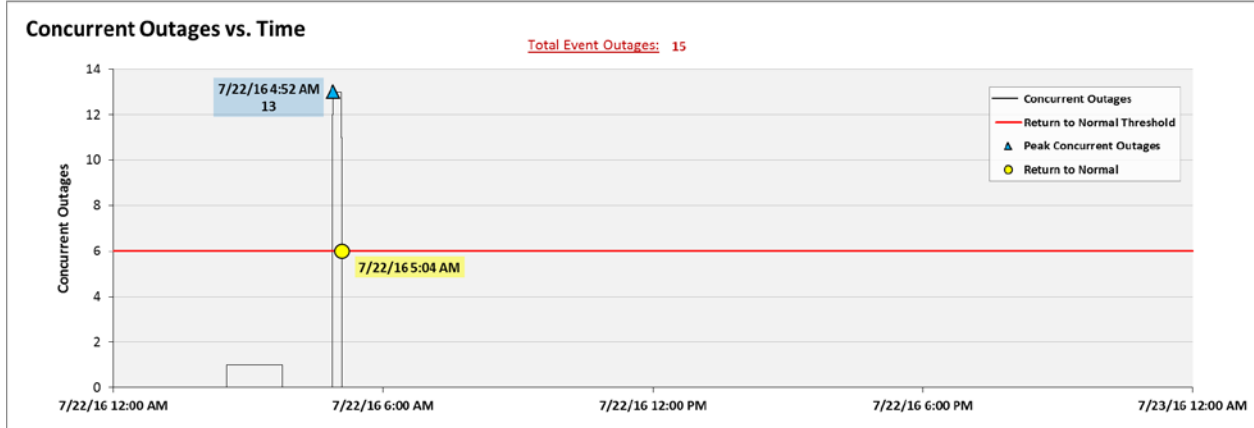 Concurrent Outages vs. Time
Total Event Outages: 15
14
12
10
8
6
4
2
0
Concurrent Outages
7/22/16 4:52 AM
13
7/22/16 5:04 AM
Concurrent Outages
Return to Normal Threshold
Peak Concurrent Outages
Return to Normal
7/22/16 12:00 AM
7/22/16 6:00 AM
7/22/16 12:00 PM
7/22/16 6:00 PM
7/23/16 12:00 AM